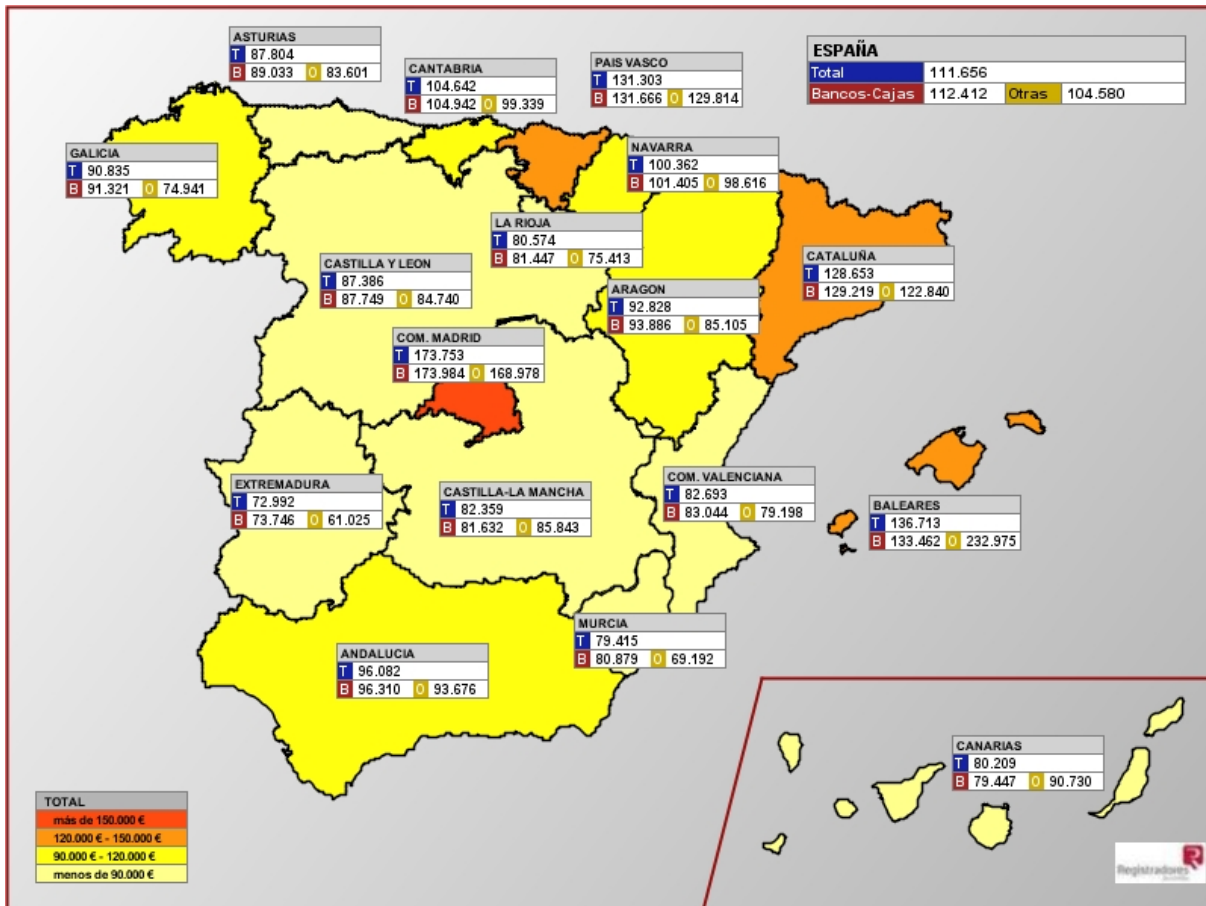 ASTURIAS
T 87.804
B 89.033 O 83.601
CANTABRIA
T 104.642
B 104.942 O 99.339
PAIS VASCO
T 131.303
B 131.666 O 129.814
ESPAÑA
Total 111.656
Bancos-Cajas 112.412 Otras 104.580
GALICIA
T 90.835
B 91.321 O 74.941
NAVARRA
T 100.362
B 101.405 O 98.616
LA RIOJA
T 80.574
B 81.447 O 75.413
CASTILLA Y LEON
T 87.386
B 87.749 O 84.740
ARAGON
T 92.828
B 93.886 O 85.105
CATALUÑA
T 128.653
B 129.219 O 122.840
COM. MADRID
T 173.753
B 173.984 O 168.978
EXTREMADURA
T 72.992
B 73.746 O 61.025
CASTILLA-LA MANCHA
T 82.359
B 81.632 O 85.843
COM. VALENCIANA
T 82.693
B 83.044 O 79.198
BALEARES
T 136.713
B 133.462 O 232.975
MURCIA
T 79.415
B 80.879 O 69.192
ANDALUCIA
T 96.082
B 96.310 O 93.676
CANARIAS
T 80.209
B 79.447 O 90.730
TOTAL
más de 150.000 €
120.000 € - 150.000 €
90.000 € - 120.000 €
menos de 90.000 €
Registradores